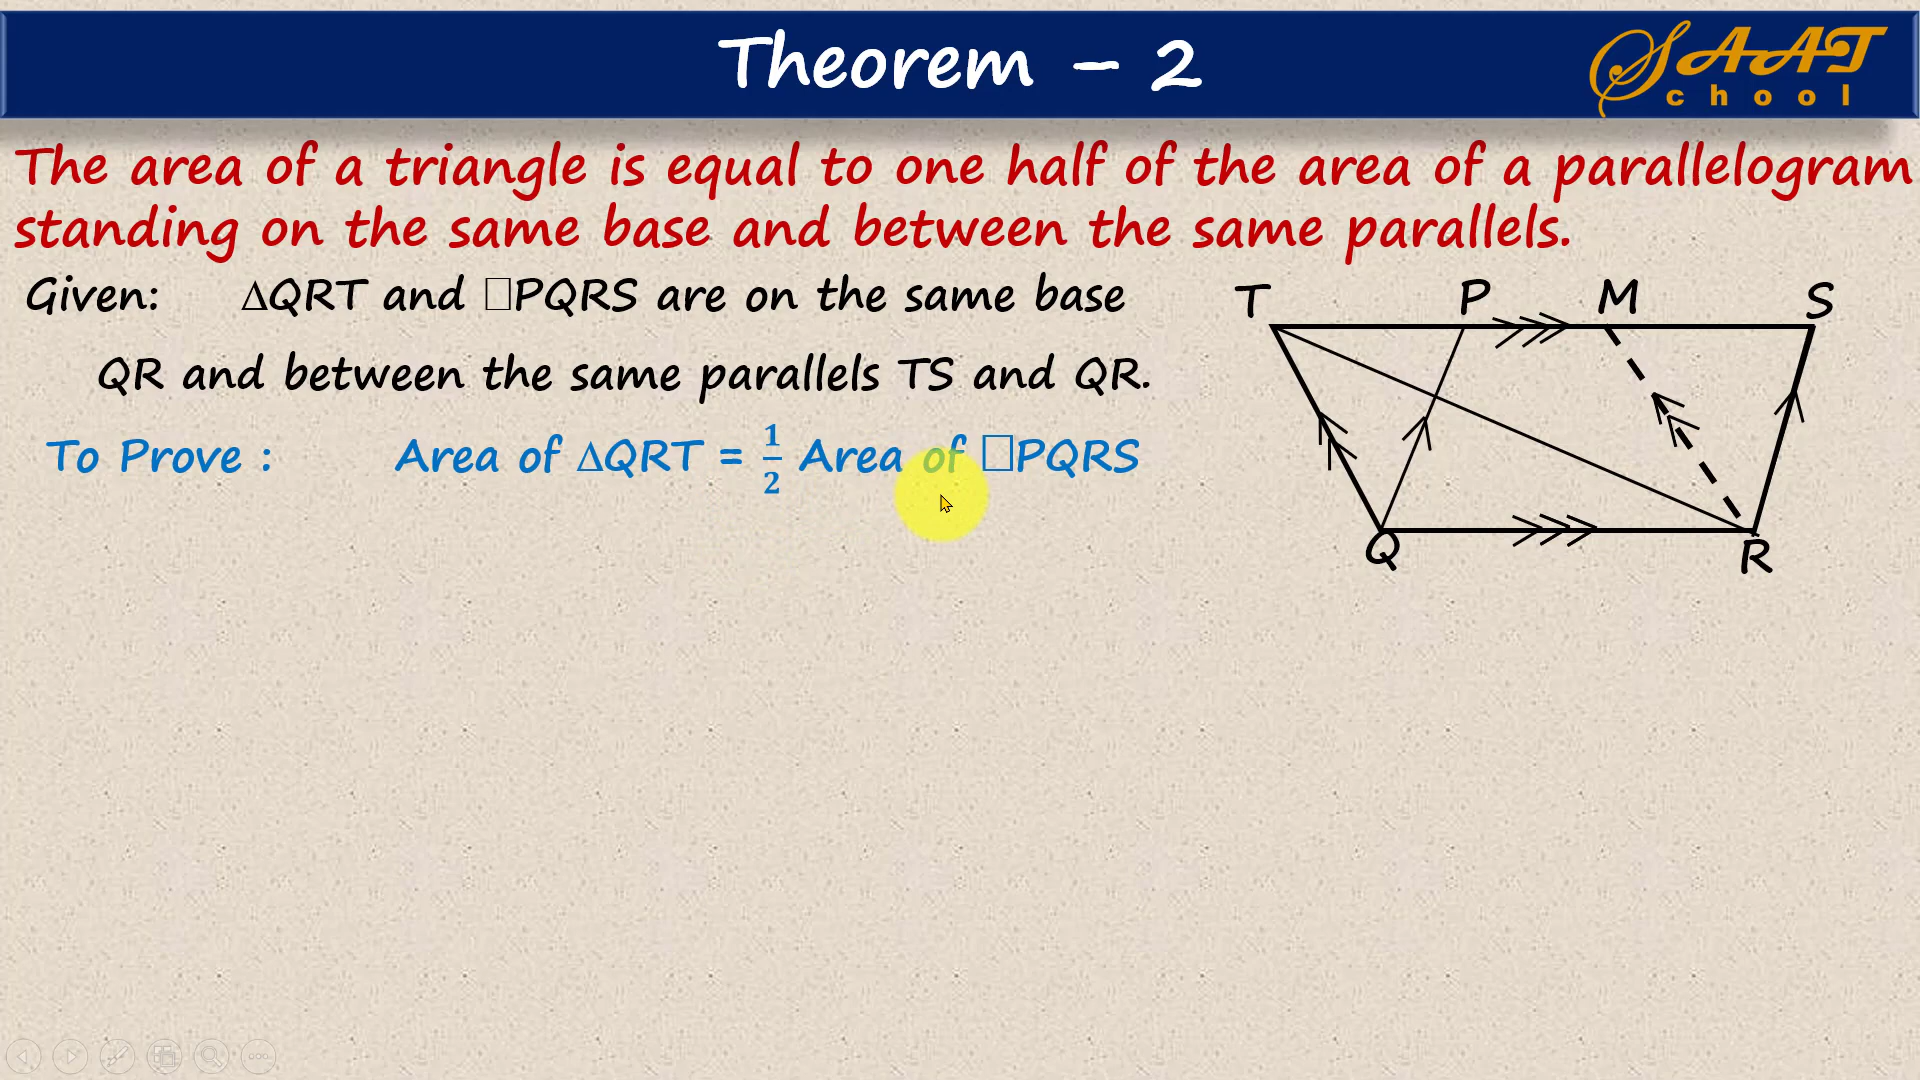 Theorem – 2
SAAT
chool
The area of a triangle is equal to one half of the area of a parallelogram
standing on the same base and between the same parallels.
Given: ∆QRT and □PQRS are on the same base
QR and between the same parallels TS and QR.
To Prove : Area of ∆QRT = 1/2 Area of □PQRS
T P M S
Q R